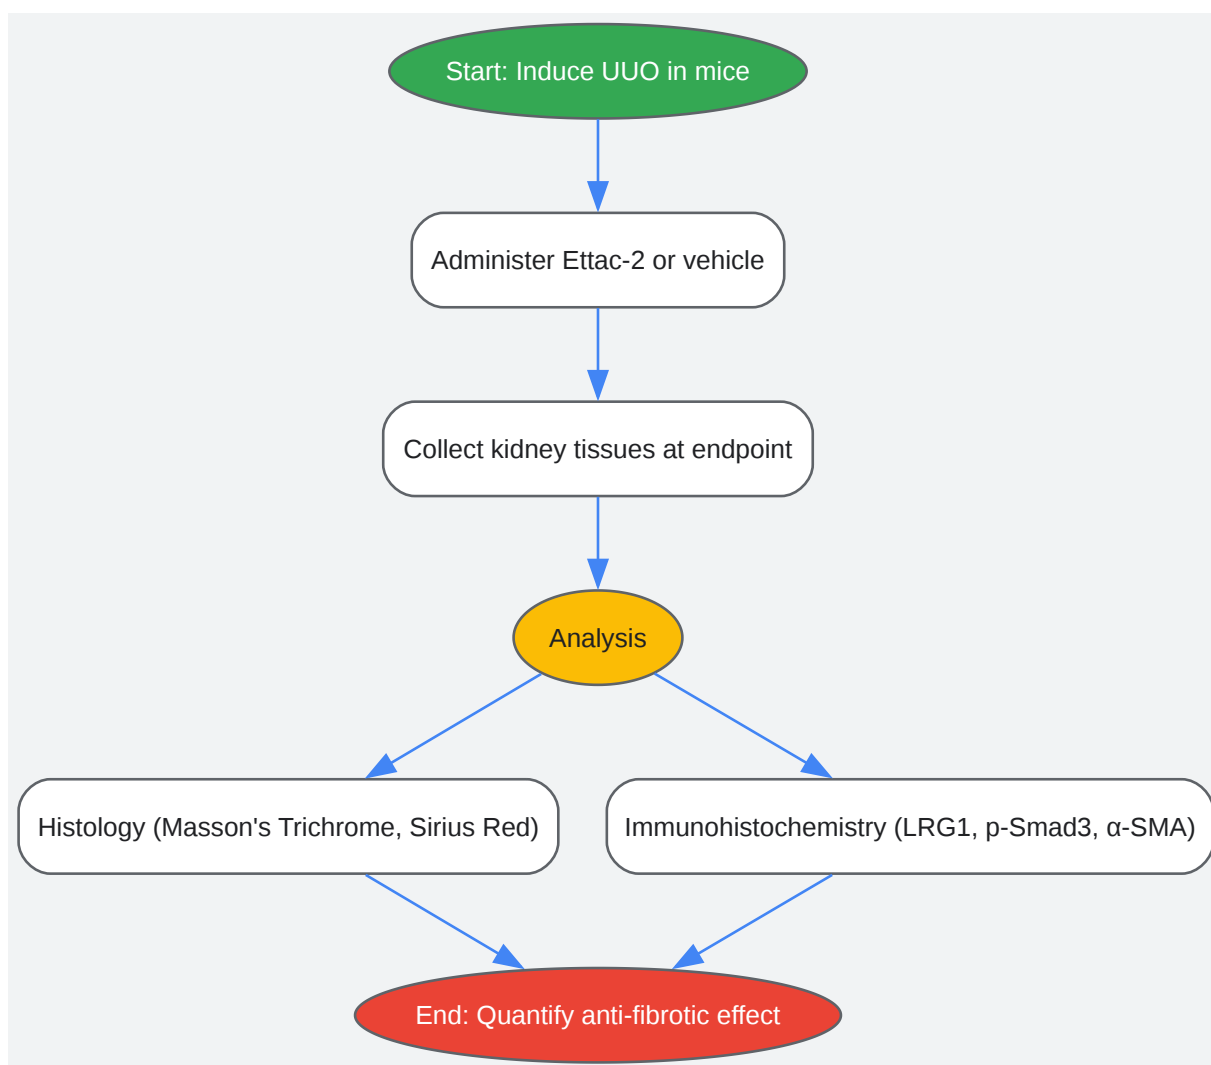 Start: Induce UUO in mice
Administer Ettac-2 or vehicle
Collect kidney tissues at endpoint
Analysis
Histology (Masson's Trichrome, Sirius Red)
Immunohistochemistry (LRG1, p-Smad3, α-SMA)
End: Quantify anti-fibrotic effect